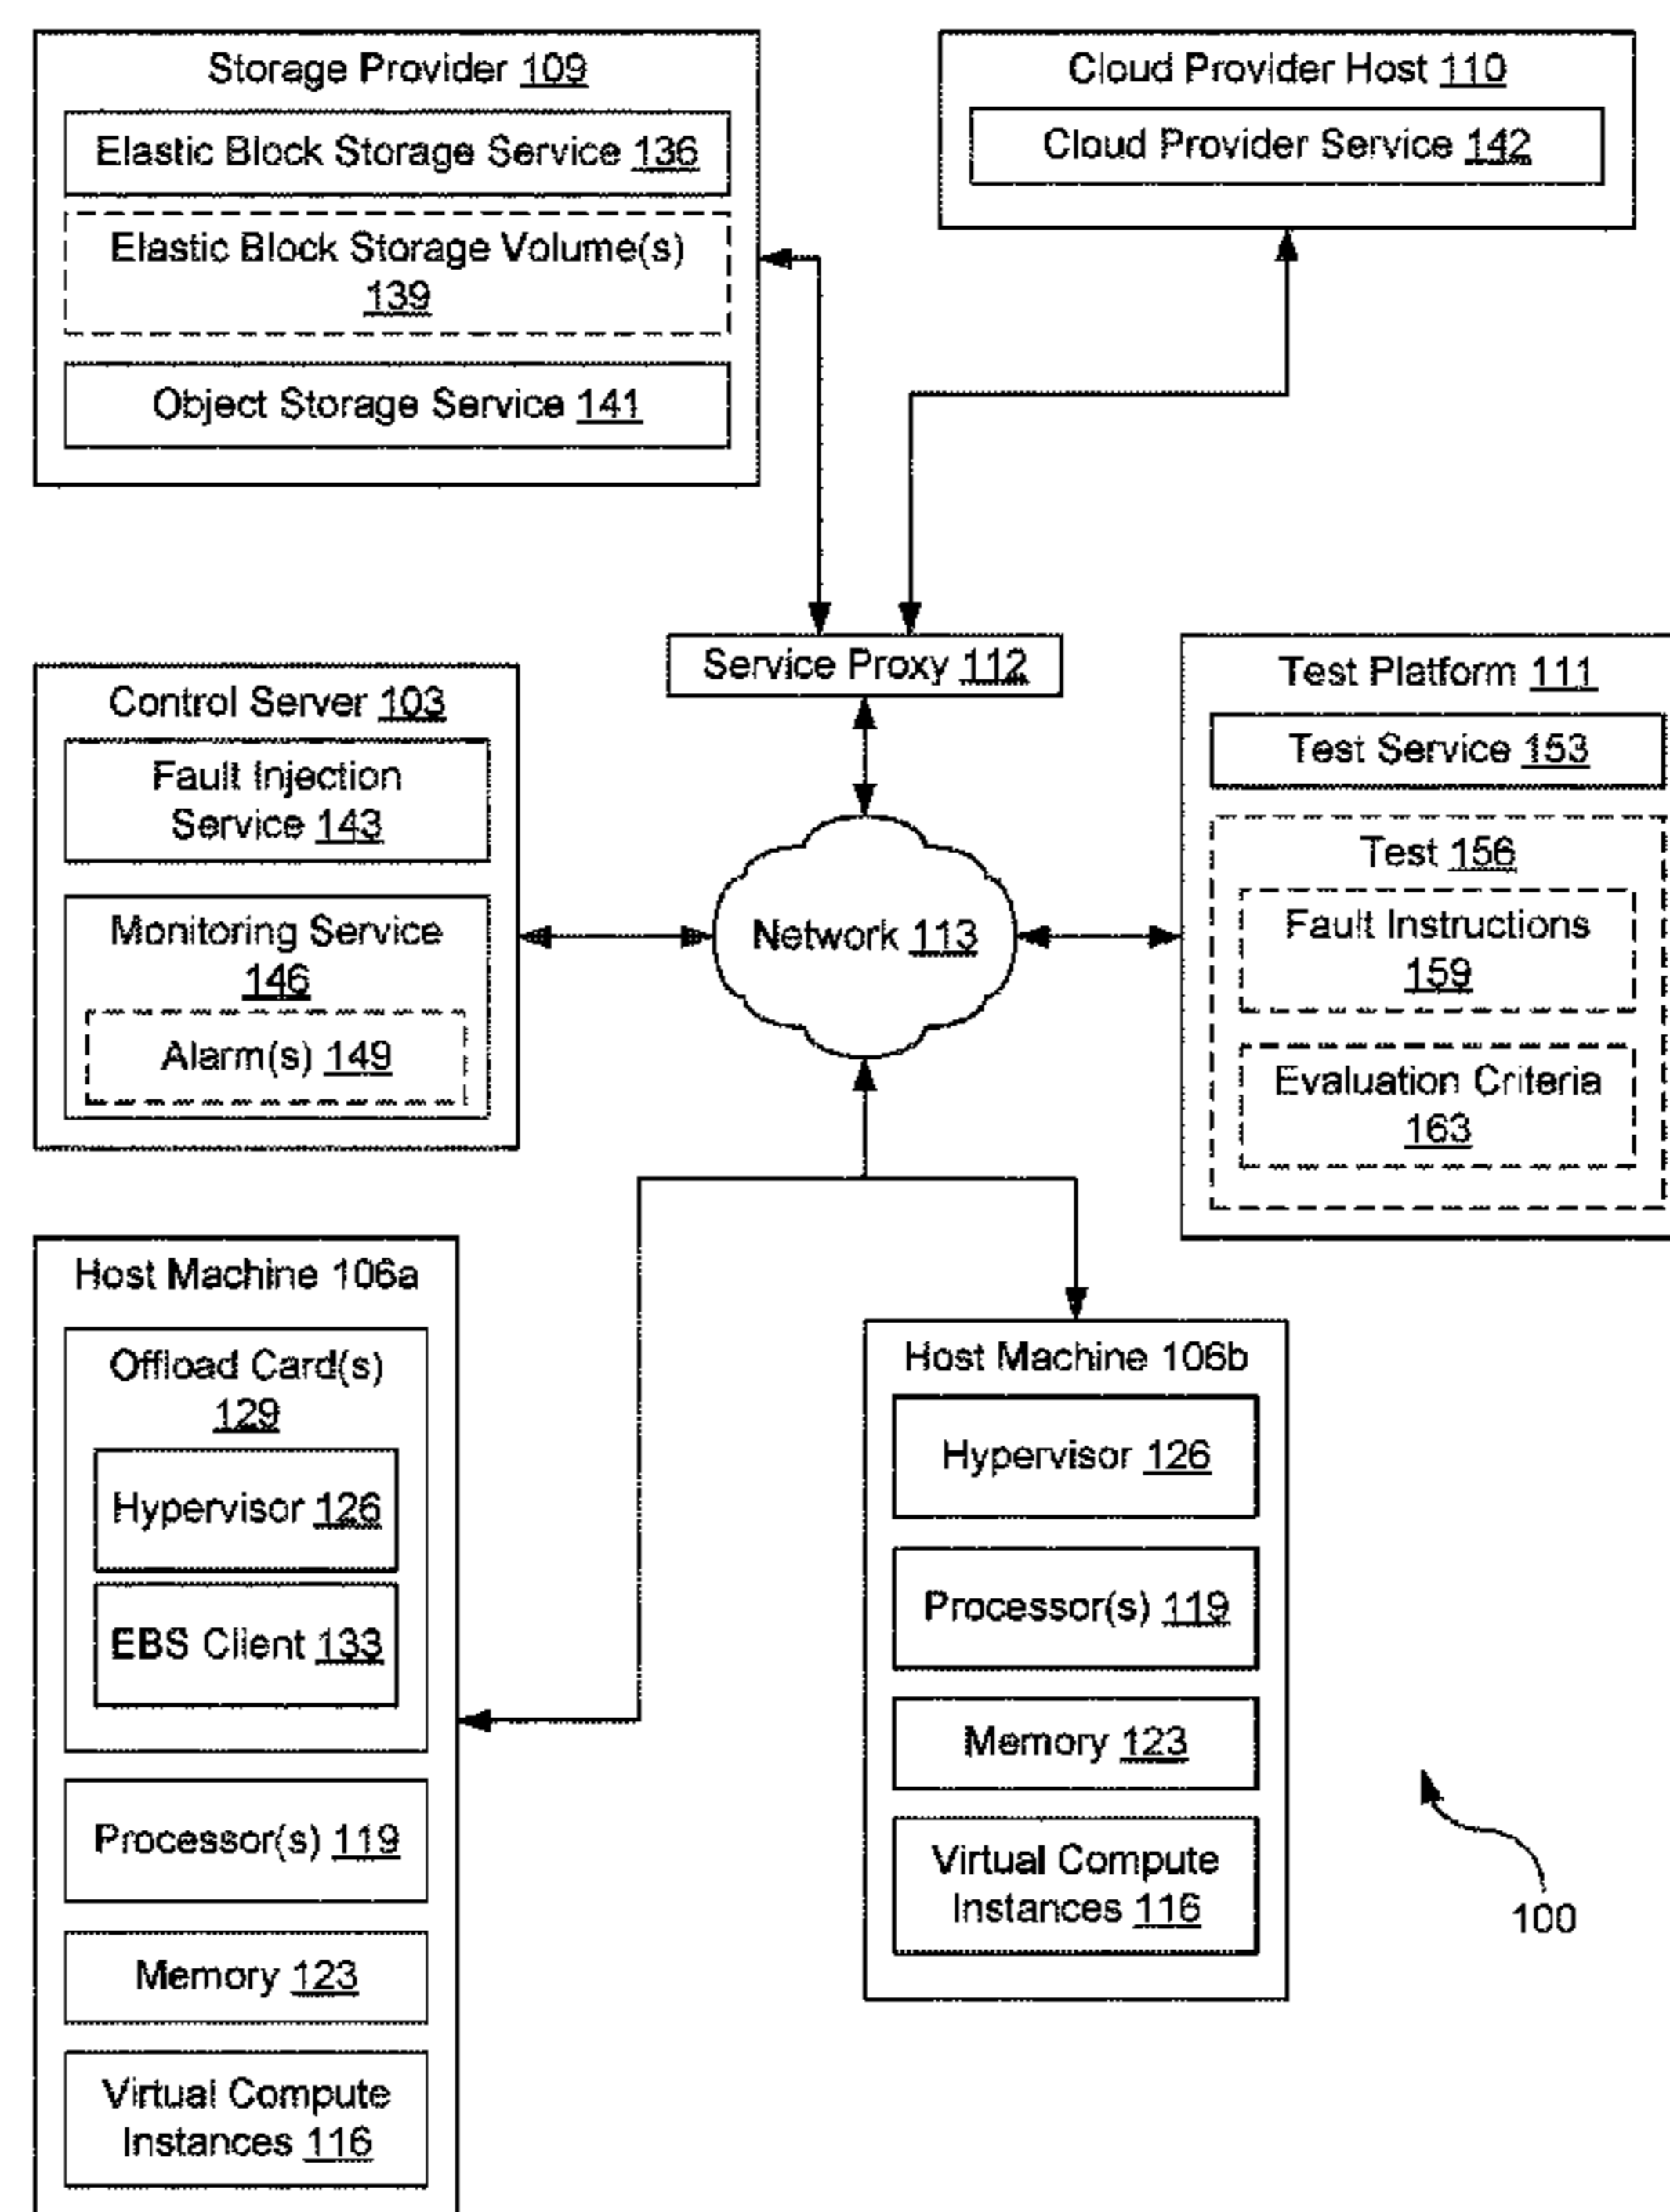 Storage Provider 109
Elastic Block Storage Service 136
Elastic Block Storage Volume(s)
139
Object Storage Service 141
Cloud Provider Host 110
Cloud Provider Service 142
Service Proxy 112
Control Server 103
Fault Injection
Service 143
Monitoring Service
146
Alarm(s) 149
Network 113
Test Platform 111
Test Service 153
Test 156
Fault Instructions
159
Evaluation Criteria
163
Host Machine 106a
Offload Card(s)
129
Hypervisor 126
EBS Client 133
Processor(s) 119
Memory 123
Virtual Compute
Instances 116
Host Machine 106b
Hypervisor 126
Processor(s) 119
Memory 123
Virtual Compute
Instances 116
100